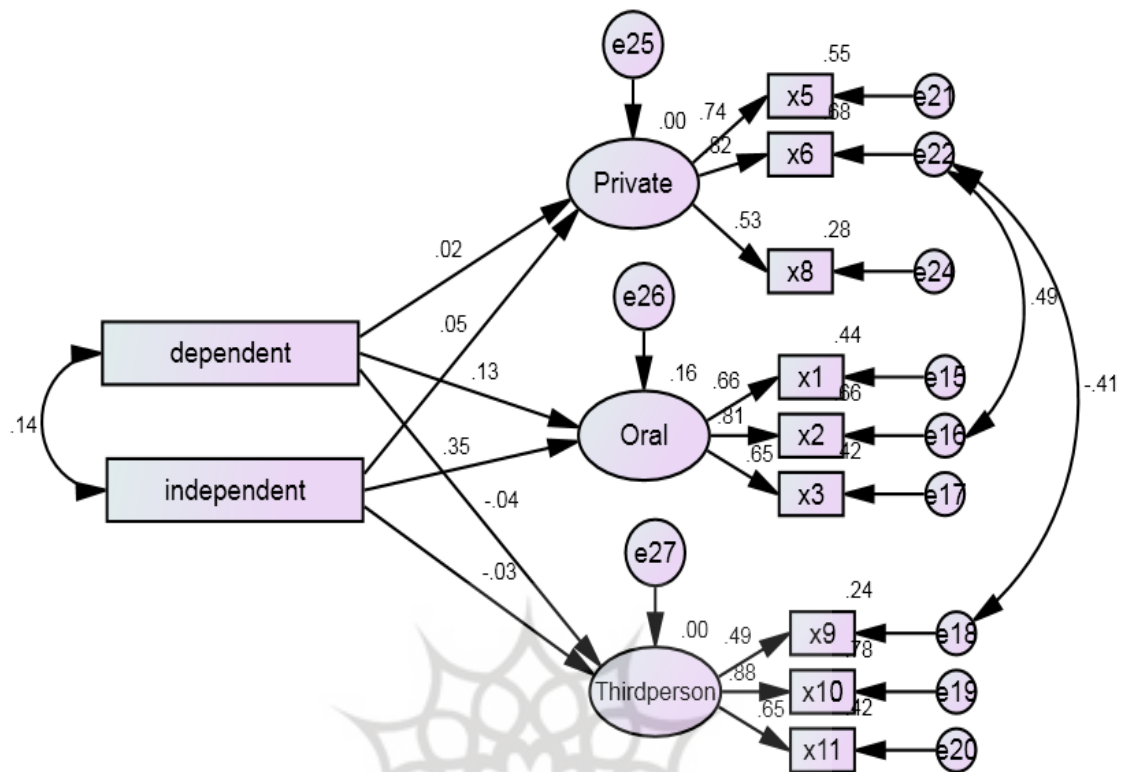 e25
.55
x5
e21
.00
.74
.68
.82
x6
e22
Private
.53
.28
x8
e24
.02
e26
.49
.05
dependent
.44
.13
.16
.66
x1
e15
-.41
.66
.81
.14
Oral
x2
e16
.42
.35
.65
independent
x3
e17
-.04
e27
-.03
.24
.00
.49
x9
e18
.78
.88
Thirdperson
x10
e19
.42
.65
x11
e20